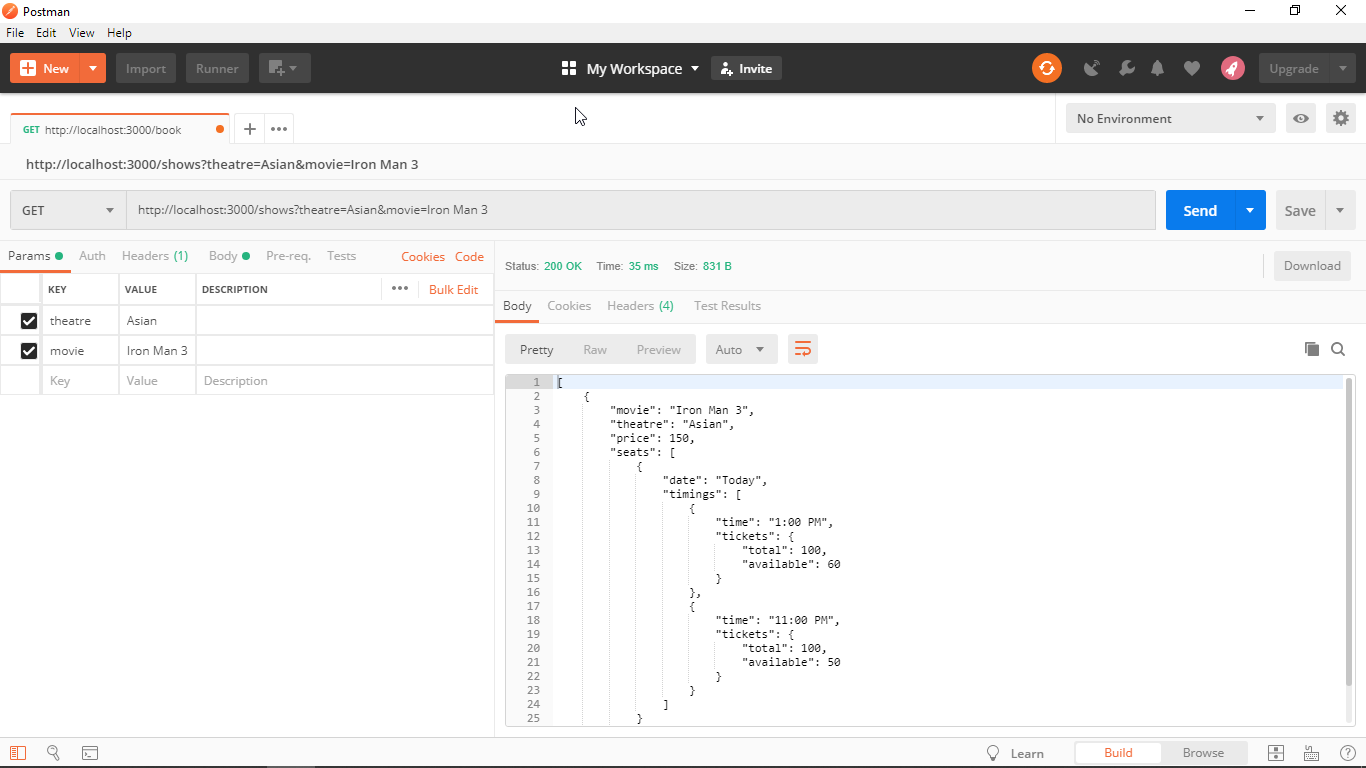 Postman
File Edit View Help
New Import Runner My Workspace Invite Upgrade
GET http://localhost:3000/book
No Environment
http://localhost:3000/shows?theatre=Asian&movie=Iron Man 3
GET http://localhost:3000/shows?theatre=Asian&movie=Iron Man 3 Send Save
Params Auth Headers (1) Body Pre-req. Tests Cookies Code
KEY VALUE DESCRIPTION Bulk Edit
theatre Asian
movie Iron Man 3
Key Value Description
Status: 200 OK Time: 35 ms Size: 831 B Download
Body Cookies Headers (4) Test Results
Pretty Raw Preview Auto
1 [
2 {
3 "movie": "Iron Man 3",
4 "theatre": "Asian",
5 "price": 150,
6 "seats": [
7 {
8 "date": "Today",
9 "timings": [
10 {
11 "time": "1:00 PM",
12 "tickets": {
13 "total": 100,
14 "available": 60
15 }
16 },
17 {
18 "time": "11:00 PM",
19 "tickets": {
20 "total": 100,
21 "available": 50
22 }
23 }
24 ]
25 }
Learn Build Browse